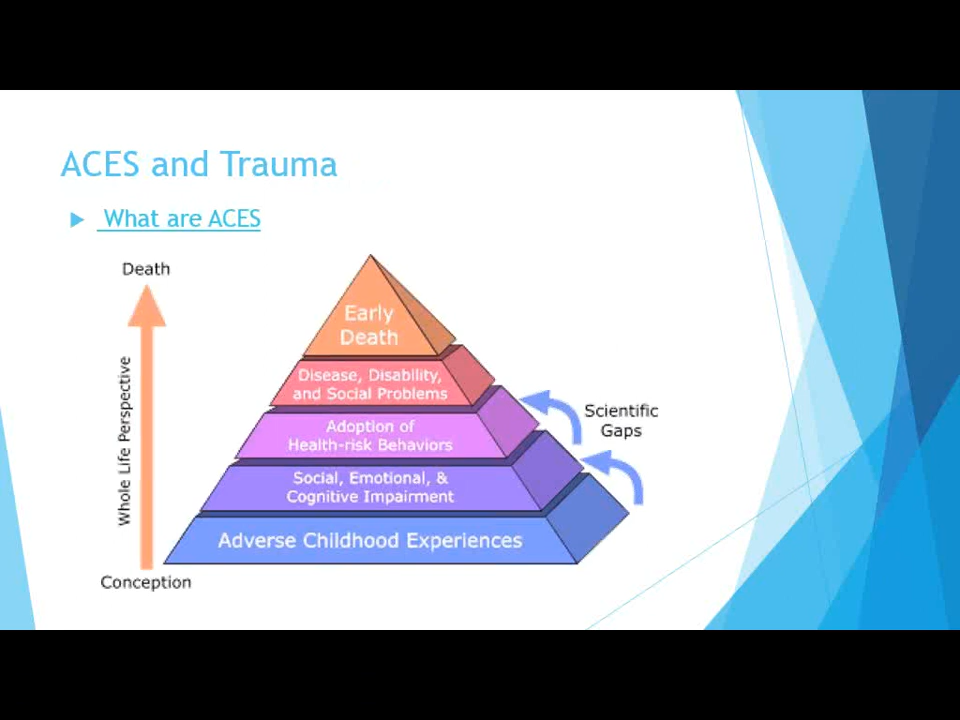 ACES and Trauma
What are ACES
Death
Early
Death
Disease, Disability,
and Social Problems
Scientific
Gaps
Adoption of
Health-risk Behaviors
Whole Life Perspective
Social, Emotional, &
Cognitive Impairment
Adverse Childhood Experiences
Conception